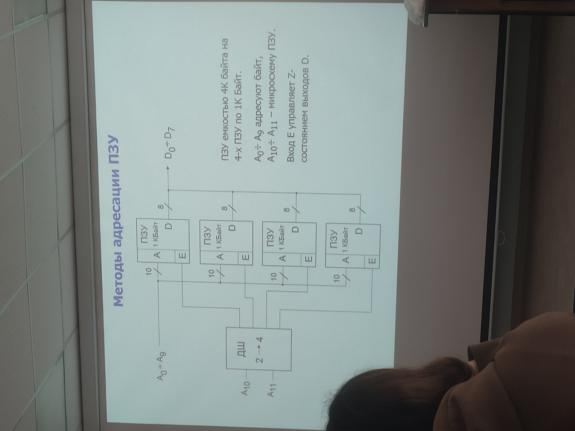 Методы адресации ПЗУ
A₀÷ A₉
10
ПЗУ
1 КБайт
A
D
E
8
D₀÷ D₇
10
ПЗУ
1 КБайт
A
D
E
8
10
ПЗУ
1 КБайт
A
D
E
8
10
ПЗУ
1 КБайт
A
D
E
8
A10
A11
ДШ
2 → 4
ПЗУ емкостью 4К байта на
4-х ПЗУ по 1К Байт.
A₀÷ A₉ адресуют байт,
A₁₀÷ A₁₁ – микросхему ПЗУ.
Вход E управляет Z-
состоянием выходов D.